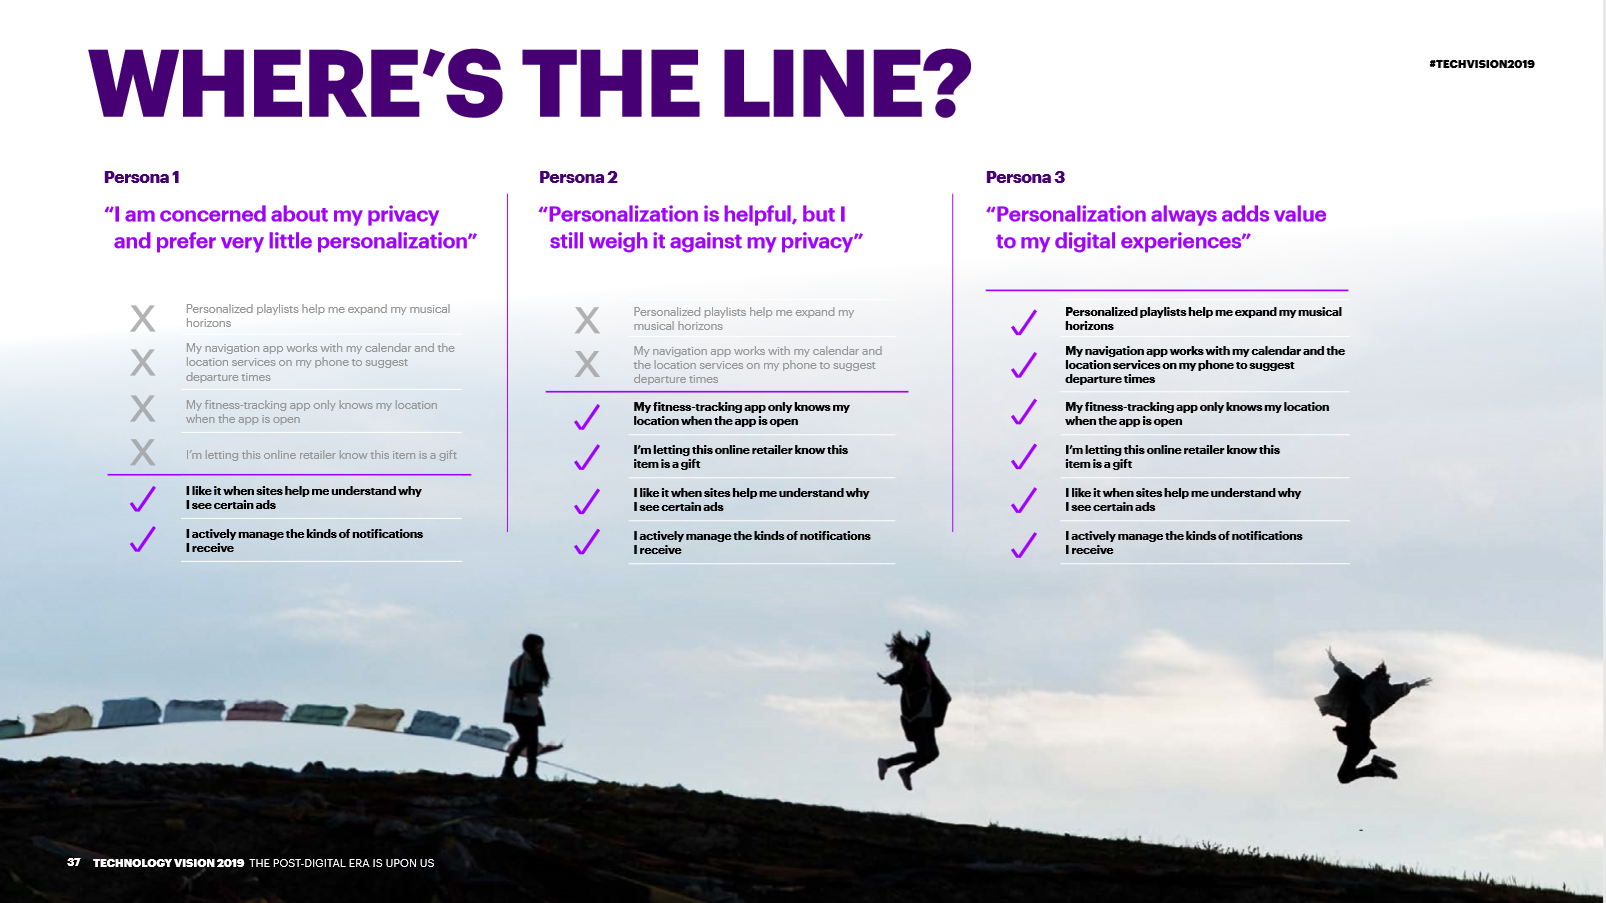 WHERE’S THE LINE?
#TECHVISION2019
Persona 1
“I am concerned about my privacy
and prefer very little personalization”
X Personalized playlists help me expand my musical
horizons
X My navigation app works with my calendar and the
location services on my phone to suggest
departure times
X My fitness-tracking app only knows my location
when the app is open
X I’m letting this online retailer know this item is a gift
I like it when sites help me understand why
I see certain ads
I actively manage the kinds of notifications
I receive
Persona 2
“Personalization is helpful, but I
still weigh it against my privacy”
X Personalized playlists help me expand my
musical horizons
X My navigation app works with my calendar and
the location services on my phone to suggest
departure times
My fitness-tracking app only knows my
location when the app is open
I’m letting this online retailer know this
item is a gift
I like it when sites help me understand why
I see certain ads
I actively manage the kinds of notifications
I receive
Persona 3
“Personalization always adds value
to my digital experiences”
Personalized playlists help me expand my musical
horizons
My navigation app works with my calendar and the
location services on my phone to suggest
departure times
My fitness-tracking app only knows my location
when the app is open
I’m letting this online retailer know this
item is a gift
I like it when sites help me understand why
I see certain ads
I actively manage the kinds of notifications
I receive
37 TECHNOLOGY VISION 2019 THE POST-DIGITAL ERA IS UPON US